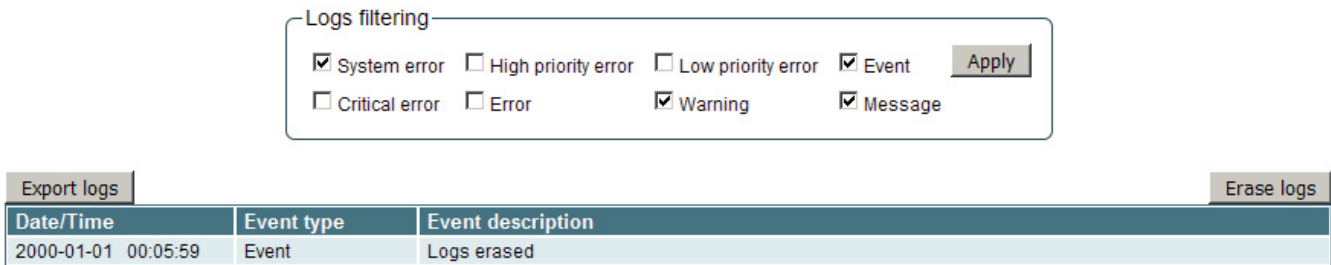 Logs filtering
System error High priority error Low priority error Event Apply
Critical error Error Warning Message
Export logs Erase logs
Date/Time Event type Event description
2000-01-01 00:05:59 Event Logs erased